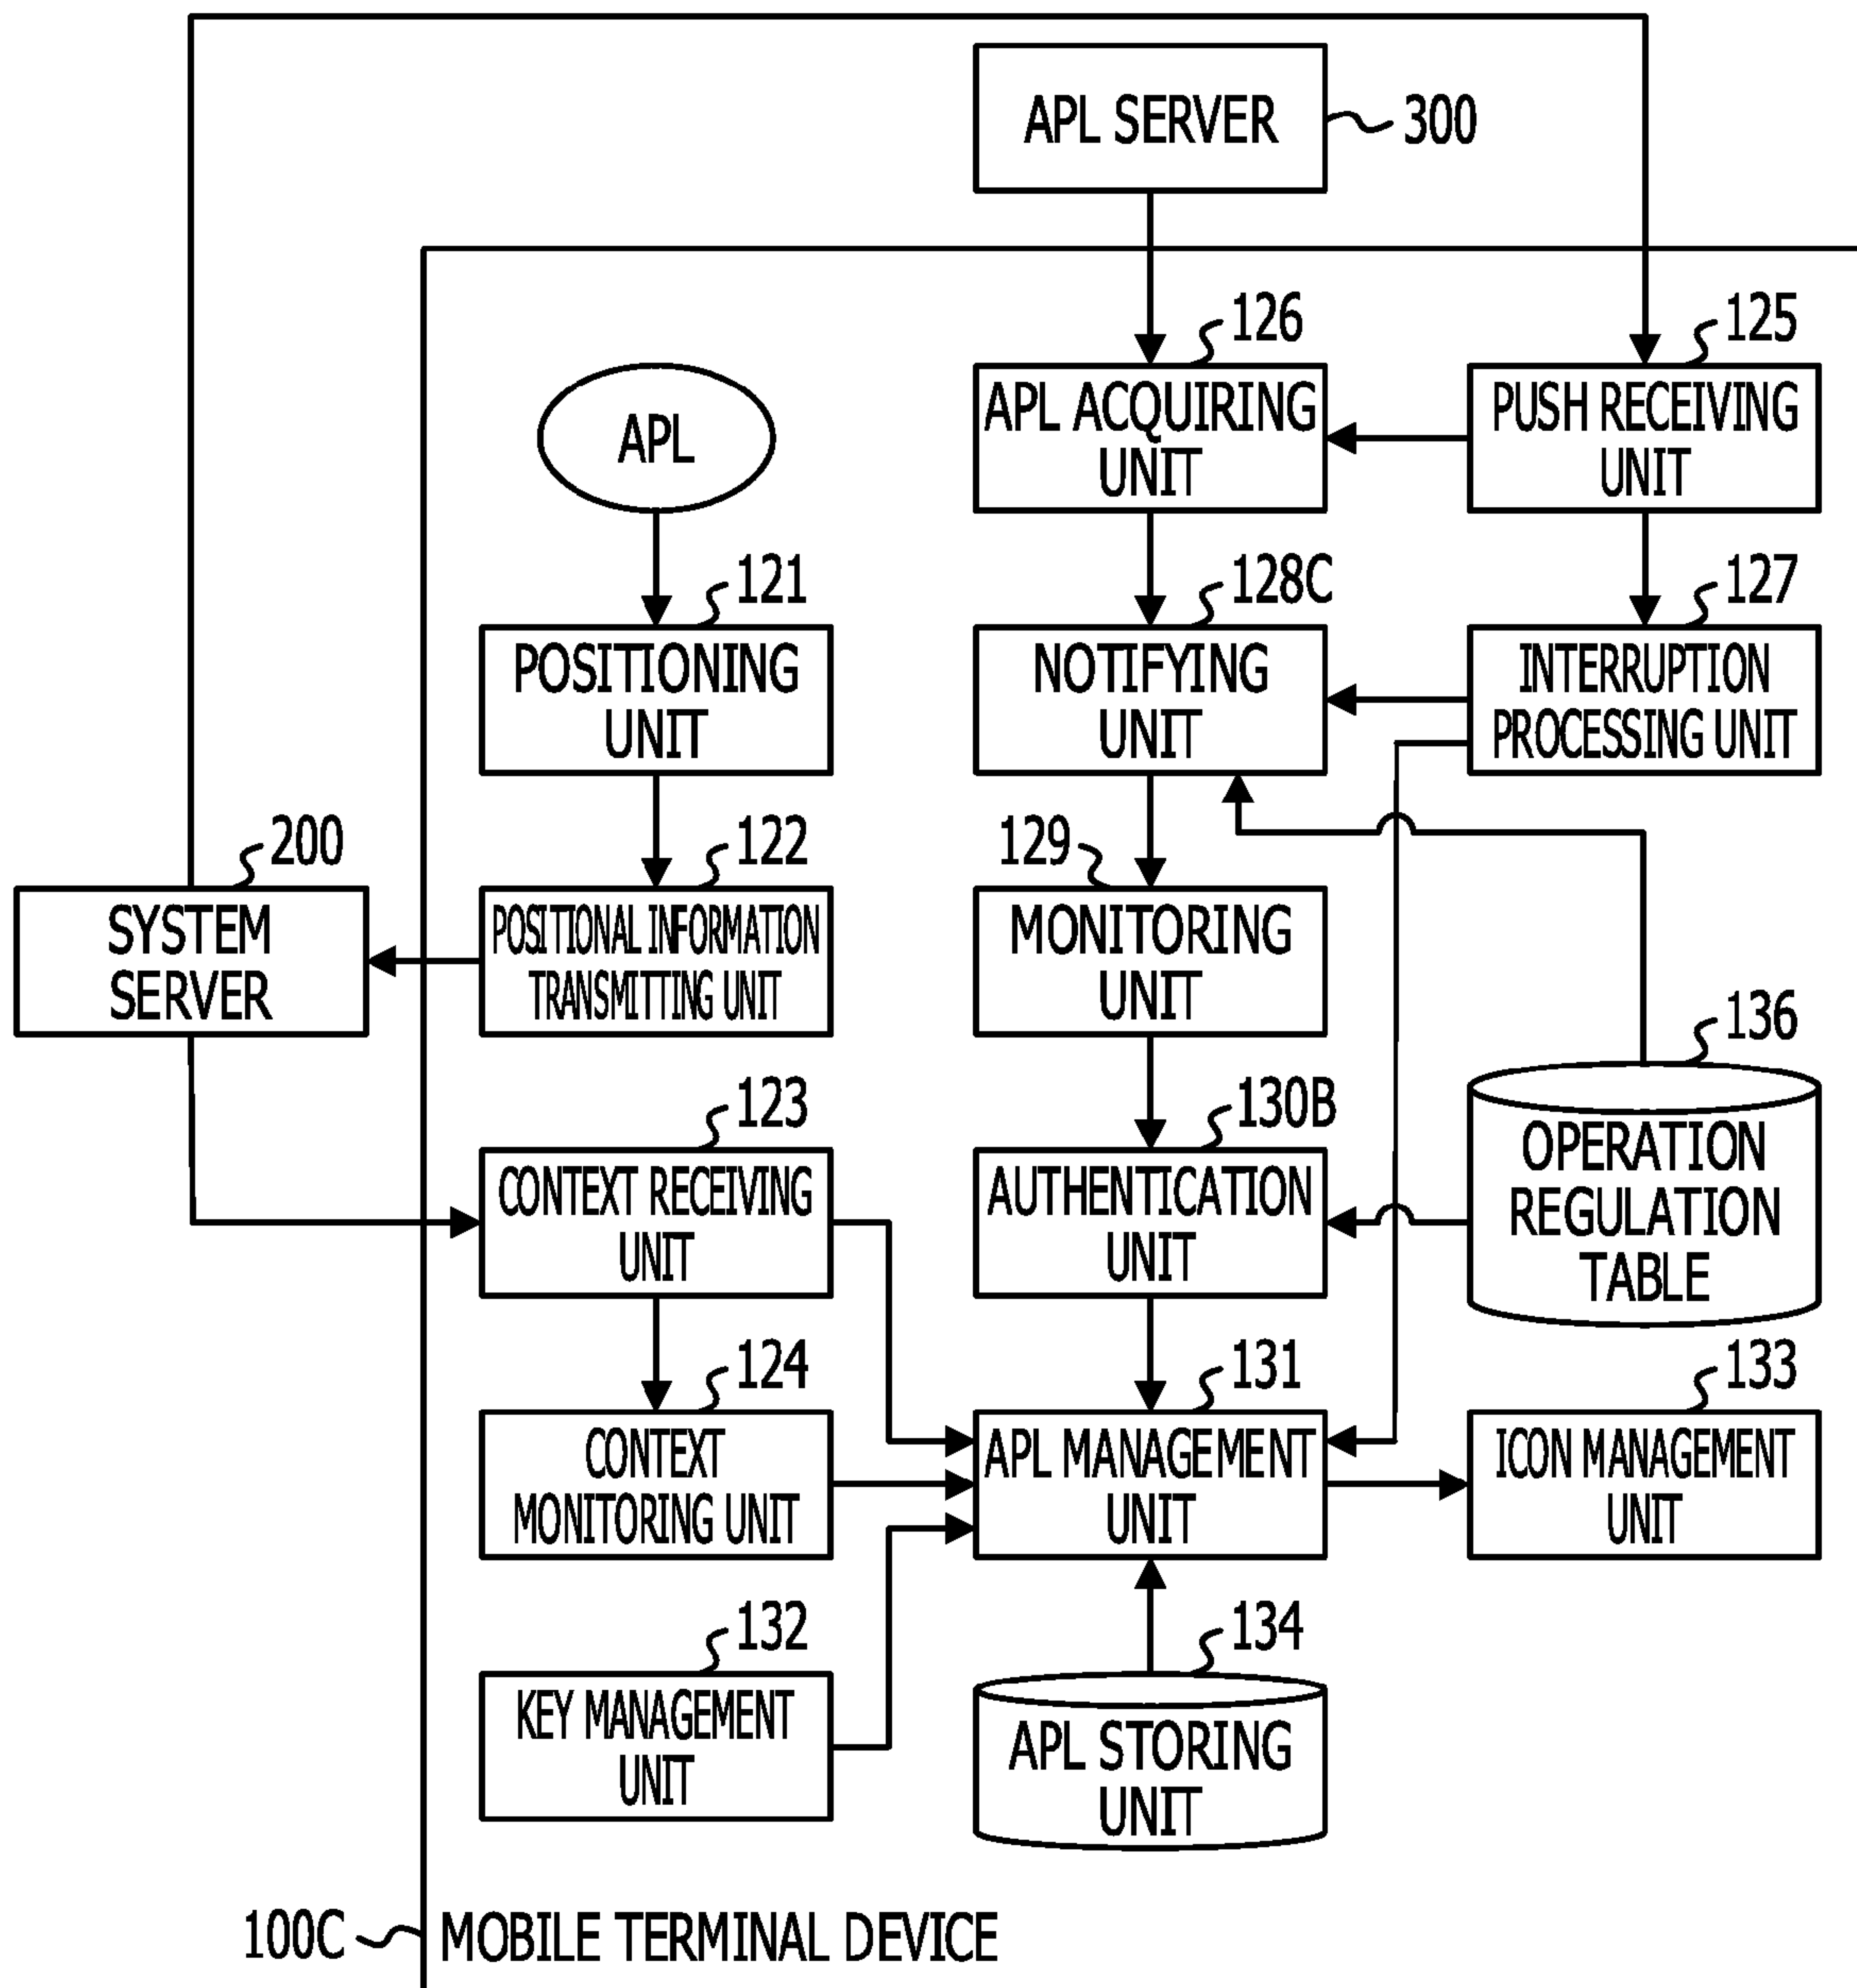 APL SERVER
300
126
125
APL
APL ACQUIRING
UNIT
PUSH RECEIVING
UNIT
121
128C
127
POSITIONING
UNIT
NOTIFYING
UNIT
INTERRUPTION
PROCESSING UNIT
200
122
129
SYSTEM
SERVER
POSITIONAL INFORMATION
TRANSMITTING UNIT
MONITORING
UNIT
136
123
130B
CONTEXT RECEIVING
UNIT
AUTHENTICATION
UNIT
OPERATION
REGULATION
TABLE
124
131
133
CONTEXT
MONITORING UNIT
APL MANAGEMENT
UNIT
ICON MANAGEMENT
UNIT
132
134
KEY MANAGEMENT
UNIT
APL STORING
UNIT
100C
MOBILE TERMINAL DEVICE